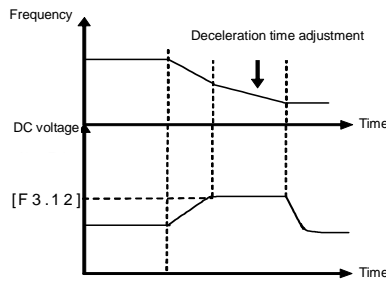 Frequency
Deceleration time adjustment
Time
DC voltage
[F3.12]
Time